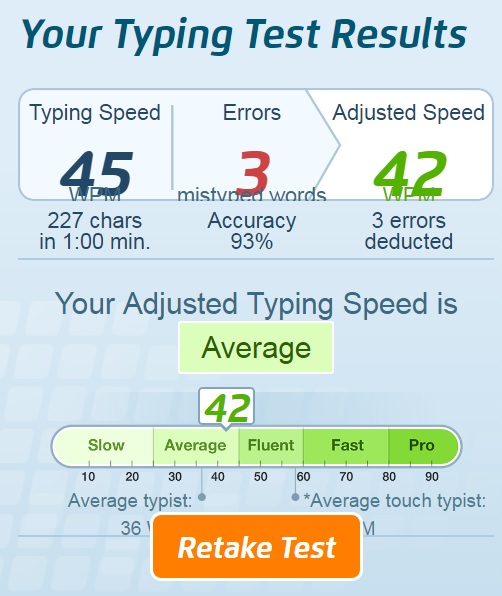 Your Typing Test Results
Typing Speed Errors Adjusted Speed
45 3 42
WPM mistyped words WPM
227 chars Accuracy 3 errors
in 1:00 min. 93% deducted
Your Adjusted Typing Speed is
Average
42
Slow Average Fluent Fast Pro
10 20 30 40 50 60 70 80 90
Average typist: *Average touch typist:
36
Retake Test